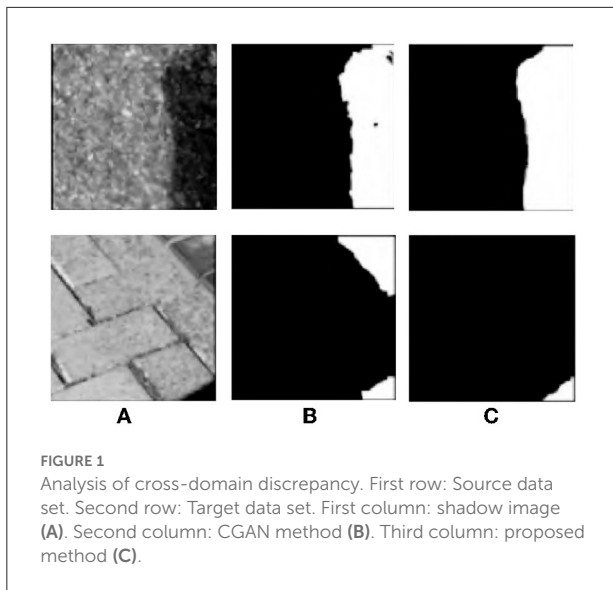 A B C
FIGURE 1
Analysis of cross-domain discrepancy. First row: Source data
set. Second row: Target data set. First column: shadow image
(A). Second column: CGAN method (B). Third column: proposed
method (C).